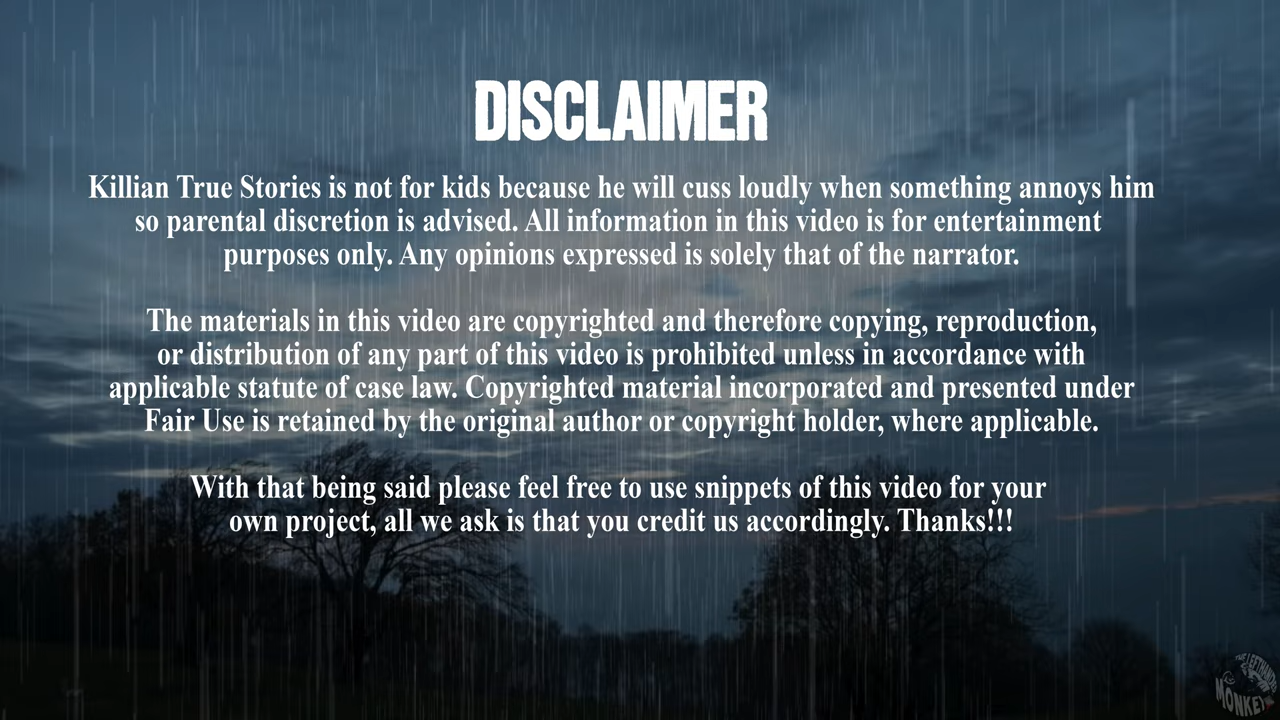 DISCLAIMER
Killian True Stories is not for kids because he will cuss loudly when something annoys him
so parental discretion is advised. All information in this video is for entertainment
purposes only. Any opinions expressed is solely that of the narrator.
The materials in this video are copyrighted and therefore copying, reproduction,
or distribution of any part of this video is prohibited unless in accordance with
applicable statute of case law. Copyrighted material incorporated and presented under
Fair Use is retained by the original author or copyright holder, where applicable.
With that being said please feel free to use snippets of this video for your
own project, all we ask is that you credit us accordingly. Thanks!!!
MONKEY